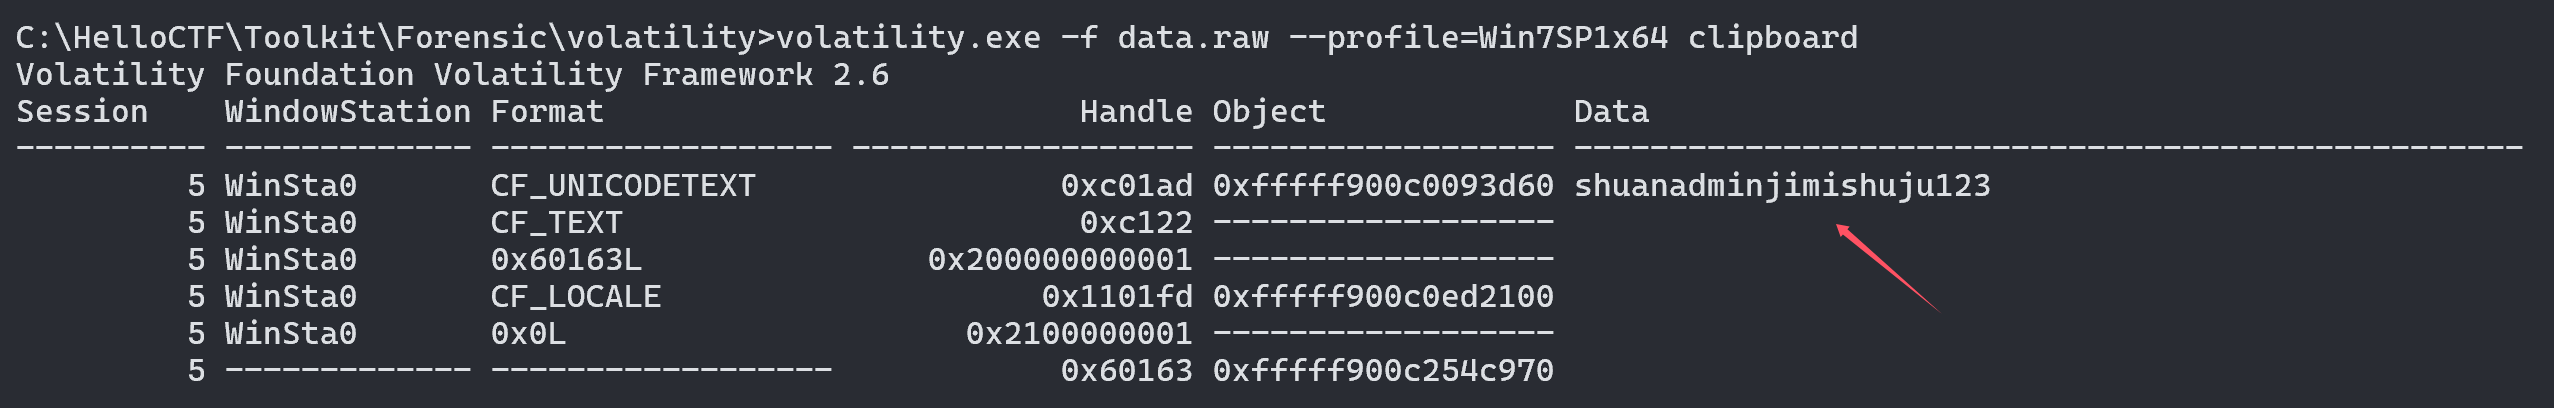 C:\HelloCTF\Toolkit\Forensic\volatility>volatility.exe -f data.raw --profile=Win7SP1x64 clipboard
Volatility Foundation Volatility Framework 2.6
Session    WindowStation Format                         Handle Object             Data
---------- ------------- ------------------ ------------------ ------------------ --------------------------------------------------
         5 WinSta0       CF_UNICODETEXT                0xc01ad 0xfffff900c0093d60 shuanadminjimishuju123
         5 WinSta0       CF_TEXT                        0xc122 ------------------
         5 WinSta0       0x60163L               0x200000000001 ------------------
         5 WinSta0       CF_LOCALE                    0x1101fd 0xfffff900c0ed2100
         5 WinSta0       0x0L                     0x2100000001 ------------------
         5 ------------- ------------------            0x60163 0xfffff900c254c970